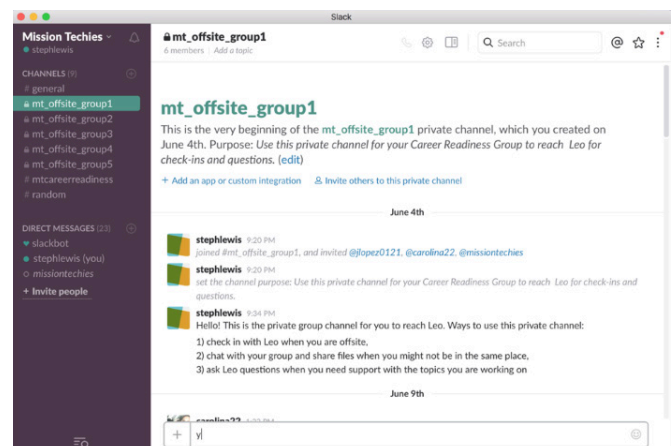 Slack
Mission Techies
stephlewis
CHANNELS (9)
# general
mt_offsite_group1
mt_offsite_group2
mt_offsite_group3
mt_offsite_group4
mt_offsite_group5
# mtcareerreadiness
# random
DIRECT MESSAGES (23)
slackbot
stephlewis (you)
missiontechies
+ Invite people
mt_offsite_group1
6 members | Add a topic
Search
mt_offsite_group1
This is the very beginning of the mt_offsite_group1 private channel, which you created on
June 4th. Purpose: Use this private channel for your Career Readiness Group to reach Leo for
check-ins and questions. (edit)
+ Add an app or custom integration Invite others to this private channel
June 4th
stephlewis 9:20 PM
joined #mt_offsite_group1, and invited @jlopez0121, @carolina22, @missiontechies
stephlewis 9:20 PM
set the channel purpose: Use this private channel for your Career Readiness Group to reach Leo for check-ins and
questions.
stephlewis 9:34 PM
Hello! This is the private group channel for you to reach Leo. Ways to use this private channel:
1) check in with Leo when you are offsite,
2) chat with your group and share files when you might not be in the same place,
3) ask Leo questions when you need support with the topics you are working on
June 9th
carolina22
y